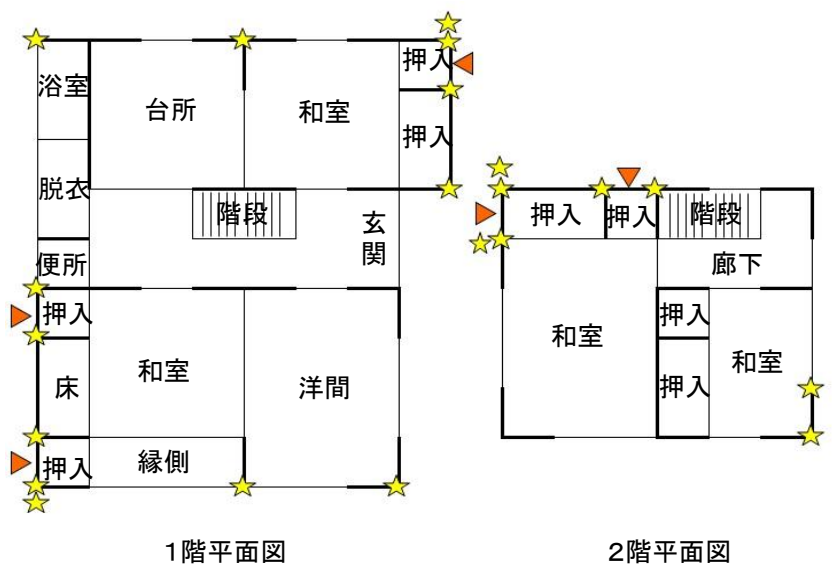 浴室
台所
和室
押入
押入
脱衣
階段
玄関
便所
押入
床
和室
洋間
押入
縁側
1階平面図
押入
押入
階段
廊下
和室
押入
和室
押入
2階平面図